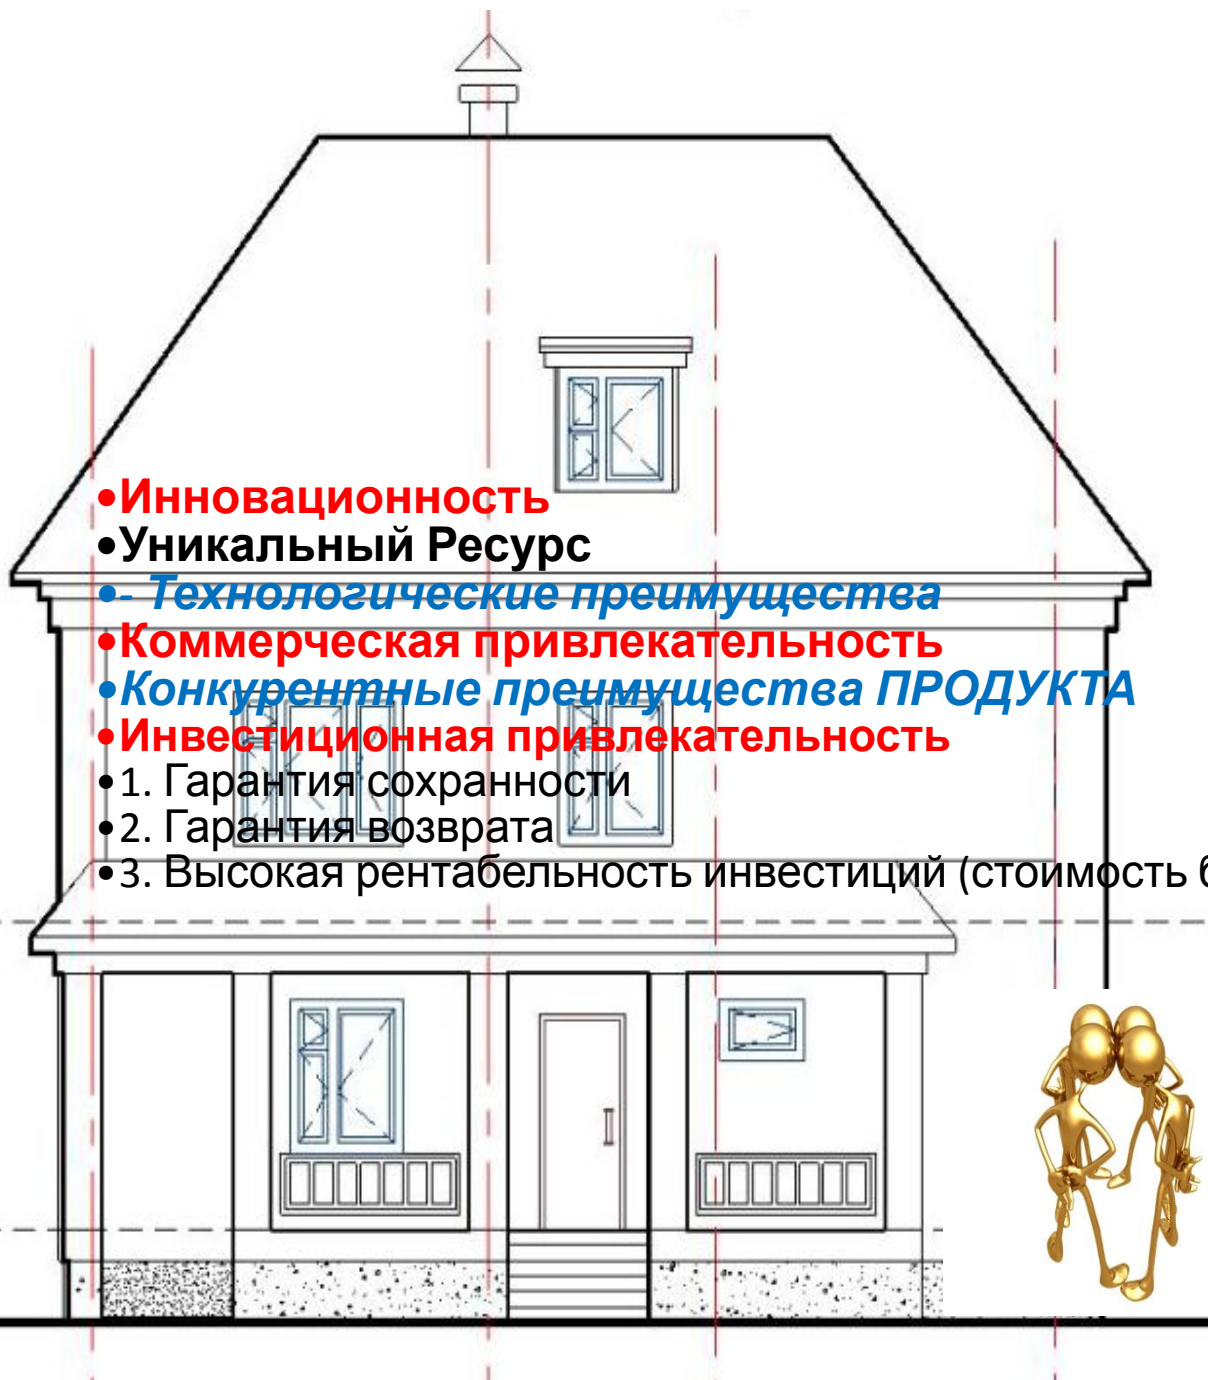 •Инновационность
•Уникальный Ресурс
•- Технологические преимущества
•Коммерческая привлекательность
•Конкурентные преимущества ПРОДУКТА
•Инвестиционная привлекательность
•1. Гарантия сохранности
•2. Гарантия возврата
•3. Высокая рентабельность инвестиций (стоимость